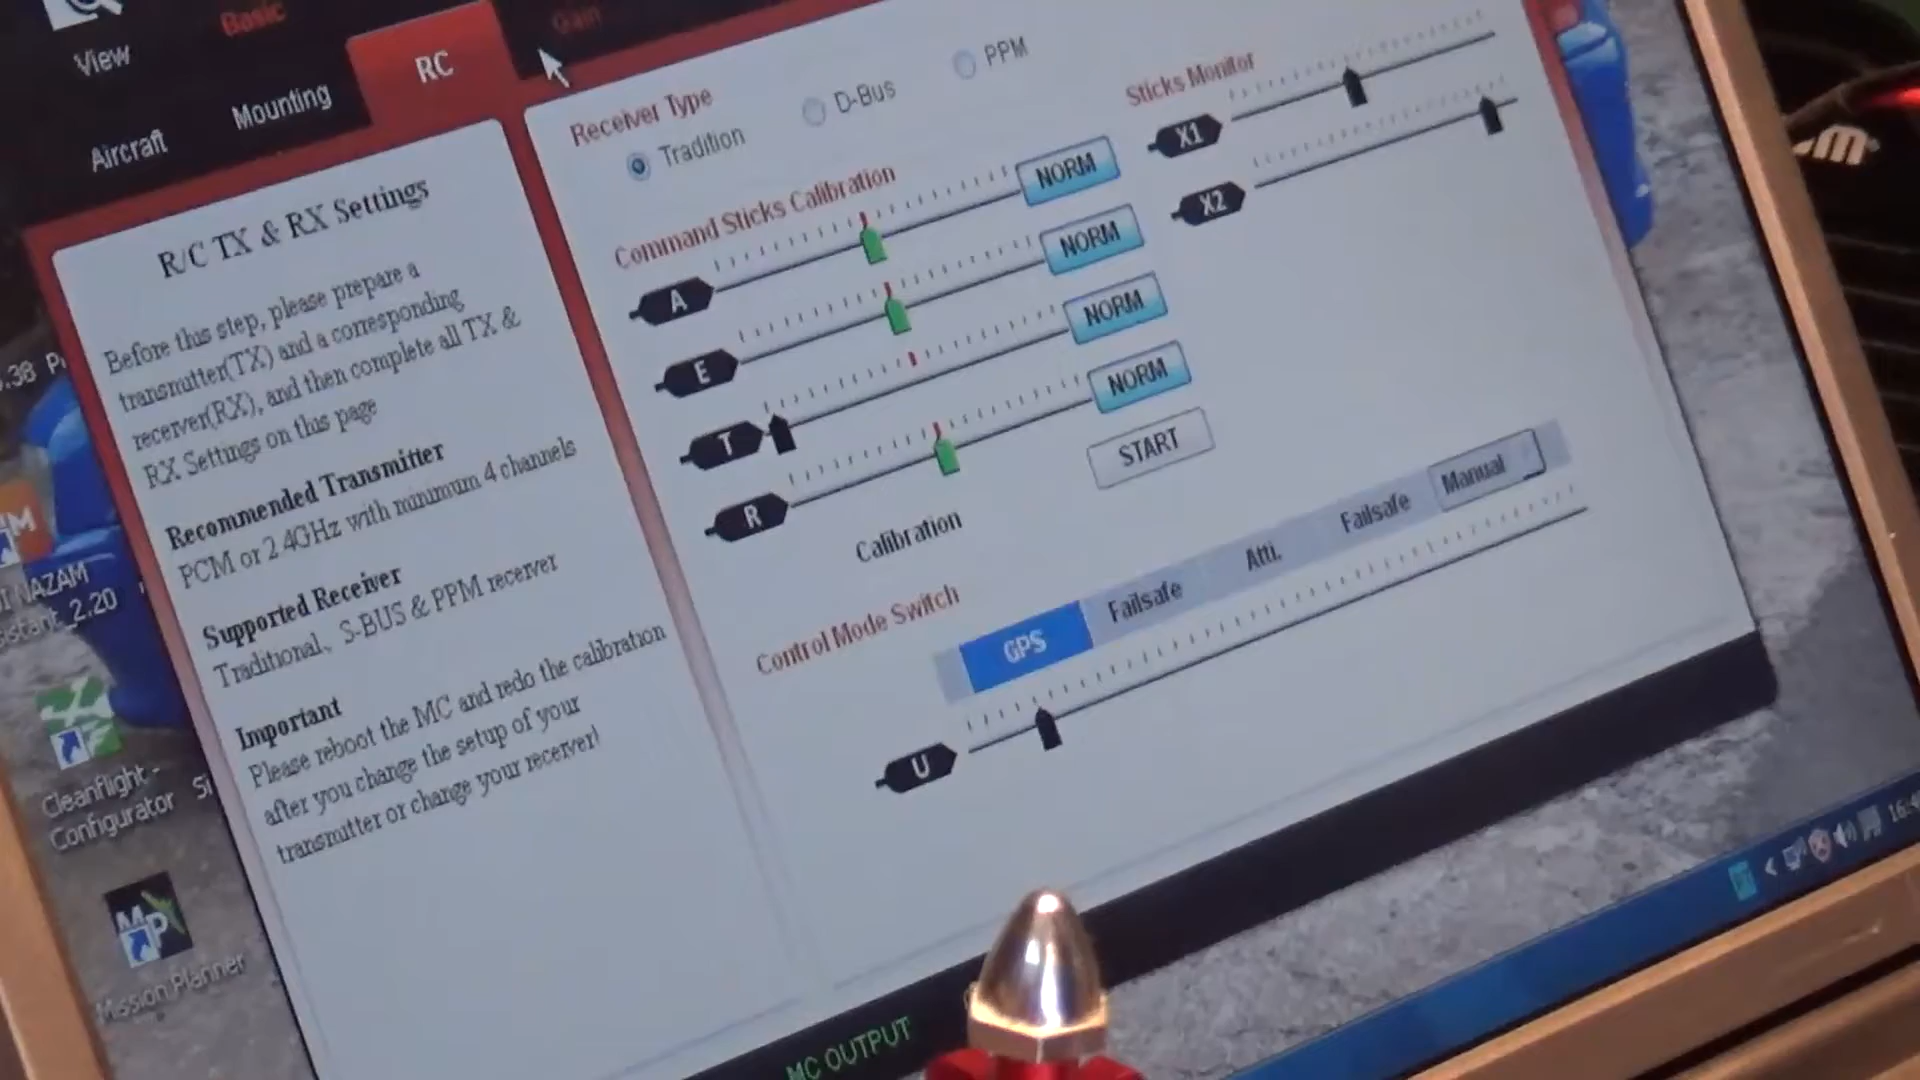 View
Basic
Gain
Aircraft
Mounting
RC
R/C TX & RX Settings
Before this step, please prepare a
transmitter(TX) and a corresponding
receiver(RX), and then complete all TX &
RX Settings on this page
Recommended Transmitter
PCM or 2.4GHz with minimum 4 channels
Supported Receiver
Traditional、S-BUS & PPM receiver
Important
Please reboot the MC and redo the calibration
after you change the setup of your
transmitter or change your receiver!
Receiver Type
Tradition
D-Bus
PPM
Command Sticks Calibration
A
NORM
E
NORM
T
NORM
R
NORM
Calibration
START
Sticks Monitor
X1
X2
Control Mode Switch
GPS
Failsafe
Atti.
Failsafe
Manual
U
MC OUTPUT
NAZAM
2.20
Cleanflight -
Configurator
MP
Mission Planner